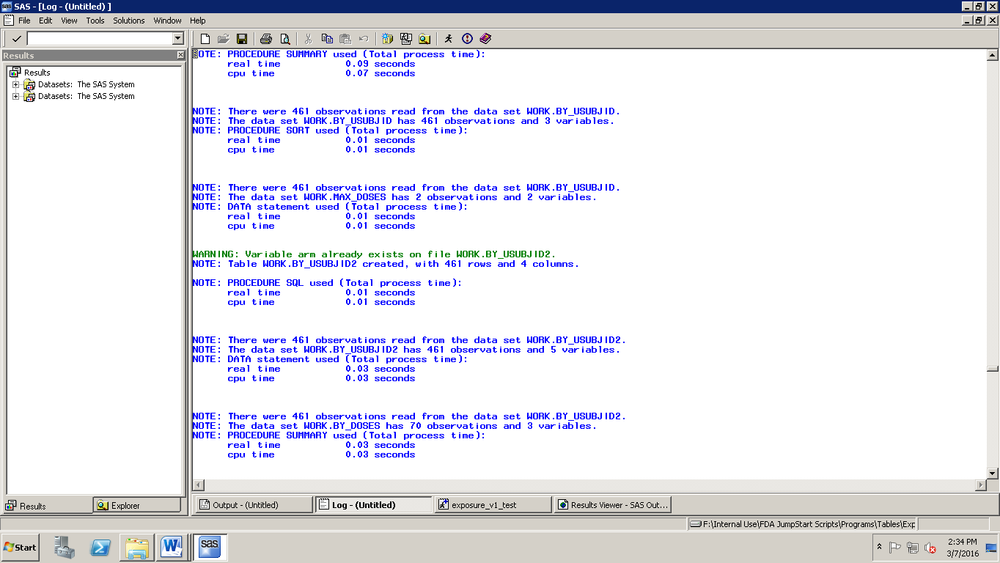 SAS - [Log - (Untitled) ]
File Edit View Tools Solutions Window Help
Results
Results
Datasets: The SAS System
Datasets: The SAS System
NOTE: PROCEDURE SUMMARY used (Total process time):
real time 0.09 seconds
cpu time 0.07 seconds
NOTE: There were 461 observations read from the data set WORK.BY_USUBJID.
NOTE: The data set WORK.BY_USUBJID has 461 observations and 3 variables.
NOTE: PROCEDURE SORT used (Total process time):
real time 0.01 seconds
cpu time 0.01 seconds
NOTE: There were 461 observations read from the data set WORK.BY_USUBJID.
NOTE: The data set WORK.MAX_DOSES has 2 observations and 2 variables.
NOTE: DATA statement used (Total process time):
real time 0.01 seconds
cpu time 0.01 seconds
WARNING: Variable arm already exists on file WORK.BY_USUBJID2.
NOTE: Table WORK.BY_USUBJID2 created, with 461 rows and 4 columns.
NOTE: PROCEDURE SQL used (Total process time):
real time 0.01 seconds
cpu time 0.01 seconds
NOTE: There were 461 observations read from the data set WORK.BY_USUBJID2.
NOTE: The data set WORK.BY_USUBJID2 has 461 observations and 5 variables.
NOTE: DATA statement used (Total process time):
real time 0.03 seconds
cpu time 0.03 seconds
NOTE: There were 461 observations read from the data set WORK.BY_USUBJID2.
NOTE: The data set WORK.BY_DOSES has 70 observations and 3 variables.
NOTE: PROCEDURE SUMMARY used (Total process time):
real time 0.03 seconds
cpu time 0.03 seconds
Results Explorer
Output - (Untitled) Log - (Untitled) exposure_v1_test Results Viewer - SAS Out...
F:\Internal Use\FDA JumpStart Scripts\Programs\Tables\Exp
Start
sas
2:34 PM
3/7/2016